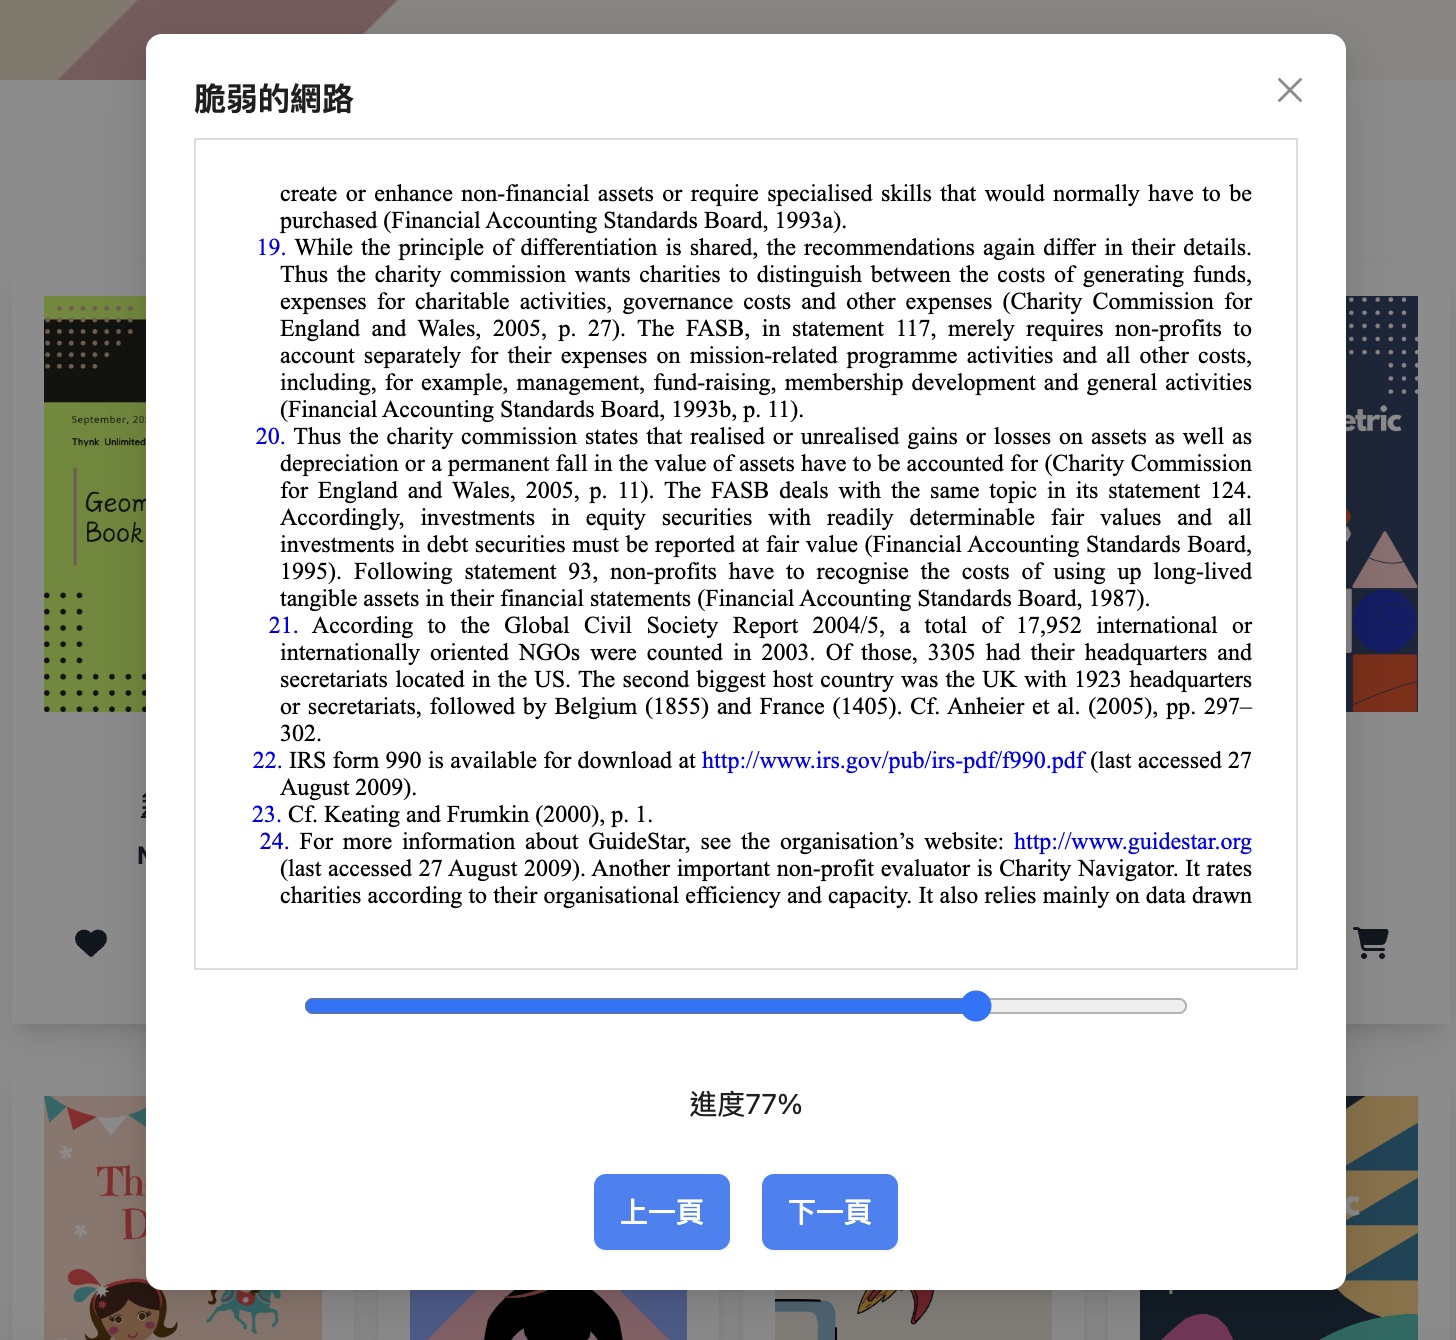 脆弱的網路
create or enhance non-financial assets or require specialised skills that would normally have to be
purchased (Financial Accounting Standards Board, 1993a).
19. While the principle of differentiation is shared, the recommendations again differ in their details.
Thus the charity commission wants charities to distinguish between the costs of generating funds,
expenses for charitable activities, governance costs and other expenses (Charity Commission for
England and Wales, 2005, p. 27). The FASB, in statement 117, merely requires non-profits to
account separately for their expenses on mission-related programme activities and all other costs,
including, for example, management, fund-raising, membership development and general activities
(Financial Accounting Standards Board, 1993b, p. 11).
20. Thus the charity commission states that realised or unrealised gains or losses on assets as well as
depreciation or a permanent fall in the value of assets have to be accounted for (Charity Commission
for England and Wales, 2005, p. 11). The FASB deals with the same topic in its statement 124.
Accordingly, investments in equity securities with readily determinable fair values and all
investments in debt securities must be reported at fair value (Financial Accounting Standards Board,
1995). Following statement 93, non-profits have to recognise the costs of using up long-lived
tangible assets in their financial statements (Financial Accounting Standards Board, 1987).
21. According to the Global Civil Society Report 2004/5, a total of 17,952 international or
internationally oriented NGOs were counted in 2003. Of those, 3305 had their headquarters and
secretariats located in the US. The second biggest host country was the UK with 1923 headquarters
or secretariats, followed by Belgium (1855) and France (1405). Cf. Anheier et al. (2005), pp. 297–
302.
22. IRS form 990 is available for download at http://www.irs.gov/pub/irs-pdf/f990.pdf (last accessed 27
August 2009).
23. Cf. Keating and Frumkin (2000), p. 1.
24. For more information about GuideStar, see the organisation’s website: http://www.guidestar.org
(last accessed 27 August 2009). Another important non-profit evaluator is Charity Navigator. It rates
charities according to their organisational efficiency and capacity. It also relies mainly on data drawn
進度77%
上一頁 下一頁
September, 20
Thynk Unlimited
Geom
Book
etric
Th
D